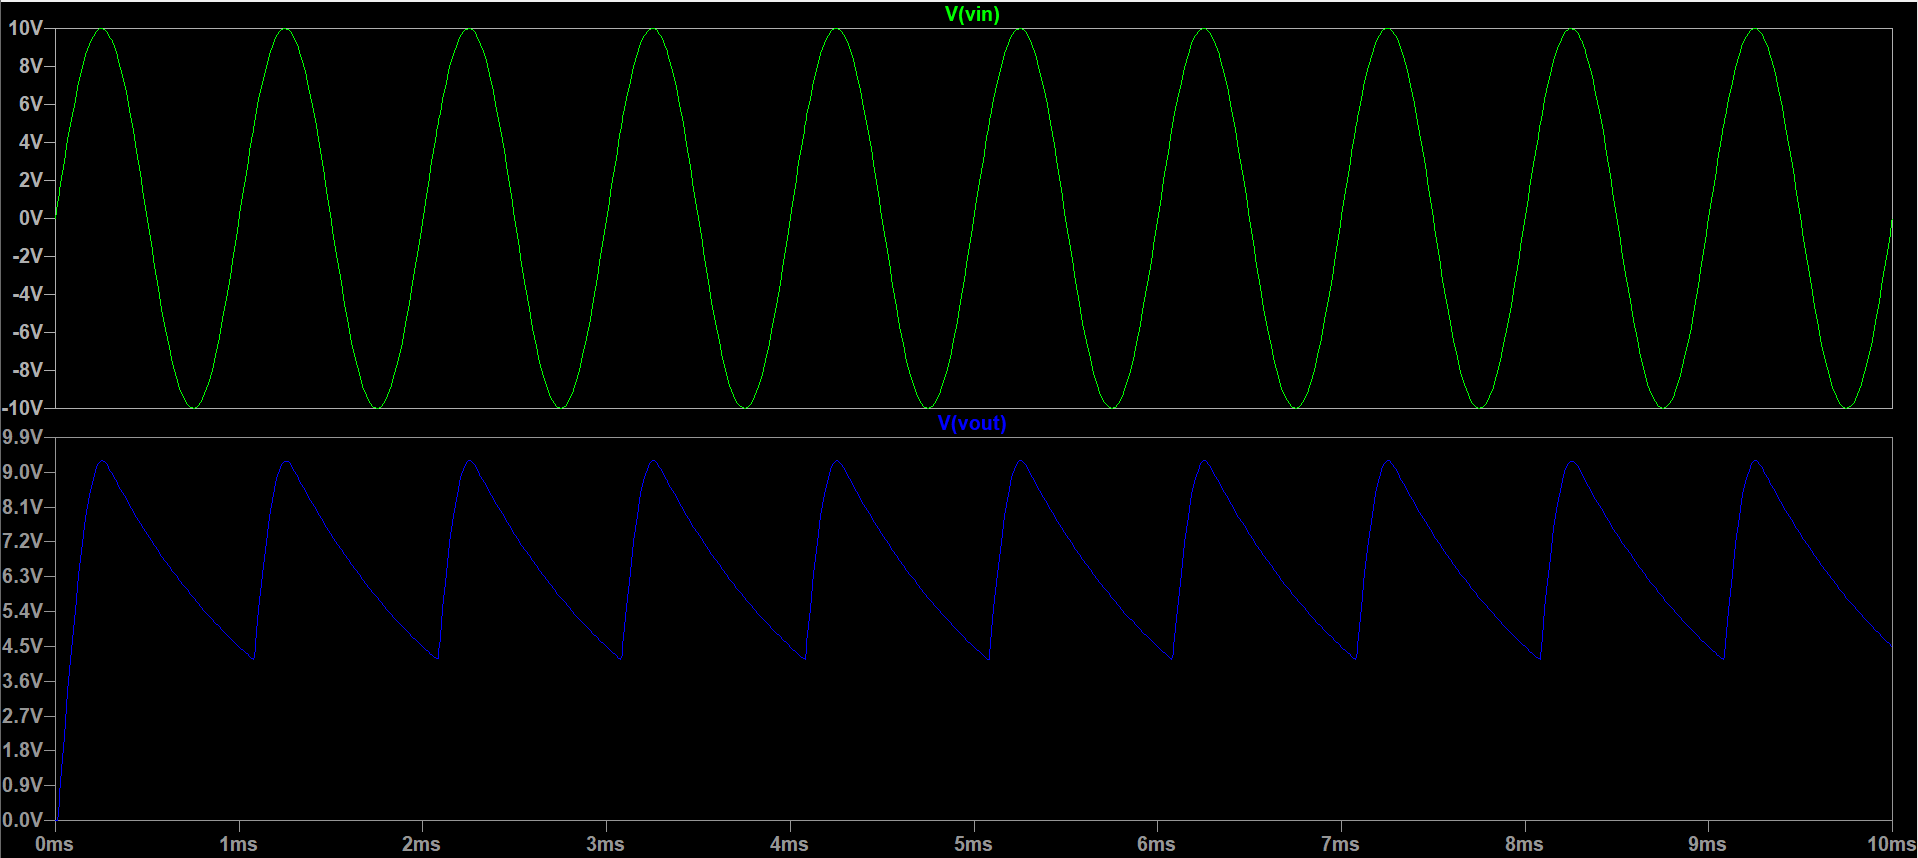 V(vin)
10V
8V
6V
4V
2V
0V
-2V
-4V
-6V
-8V
-10V
V(vout)
9.9V
9.0V
8.1V
7.2V
6.3V
5.4V
4.5V
3.6V
2.7V
1.8V
0.9V
0.0V
0ms 1ms 2ms 3ms 4ms 5ms 6ms 7ms 8ms 9ms 10ms